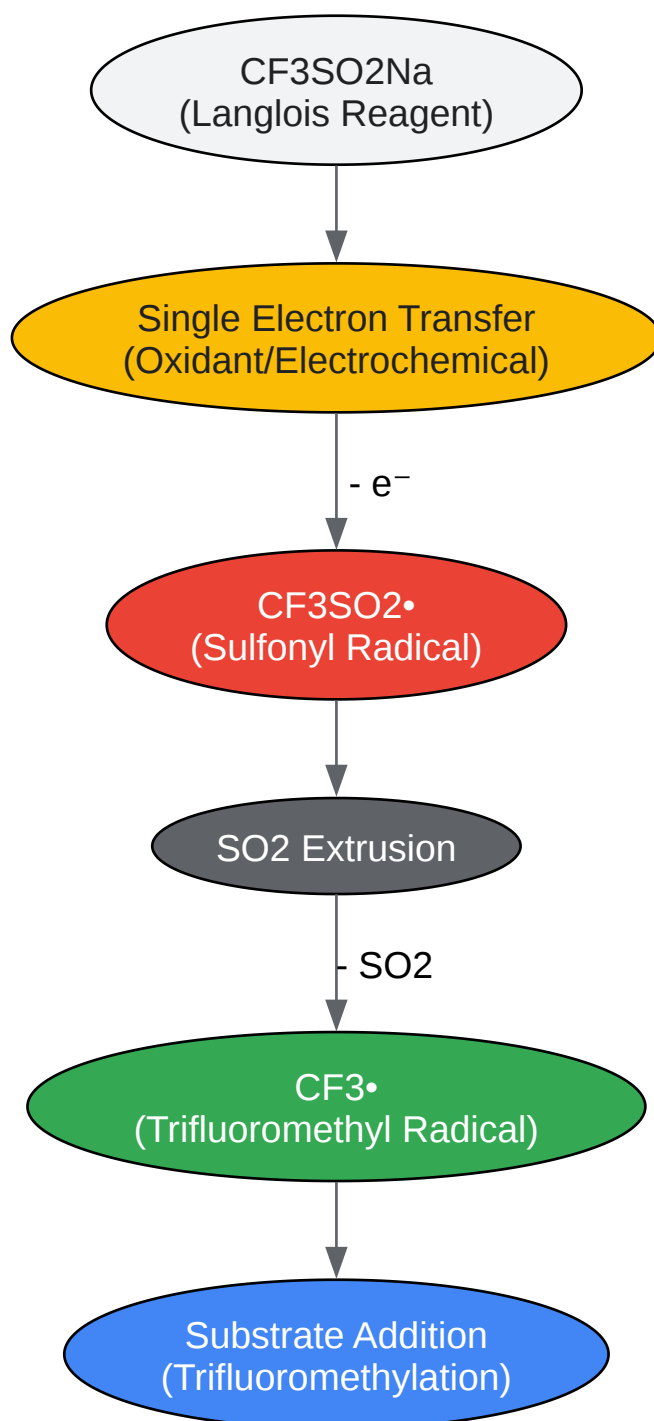 CF3SO2Na
(Langlois Reagent)
Single Electron Transfer
(Oxidant/Electrochemical)
- e⁻
CF3SO2•
(Sulfonyl Radical)
SO2 Extrusion
- SO2
CF3•
(Trifluoromethyl Radical)
Substrate Addition
(Trifluoromethylation)